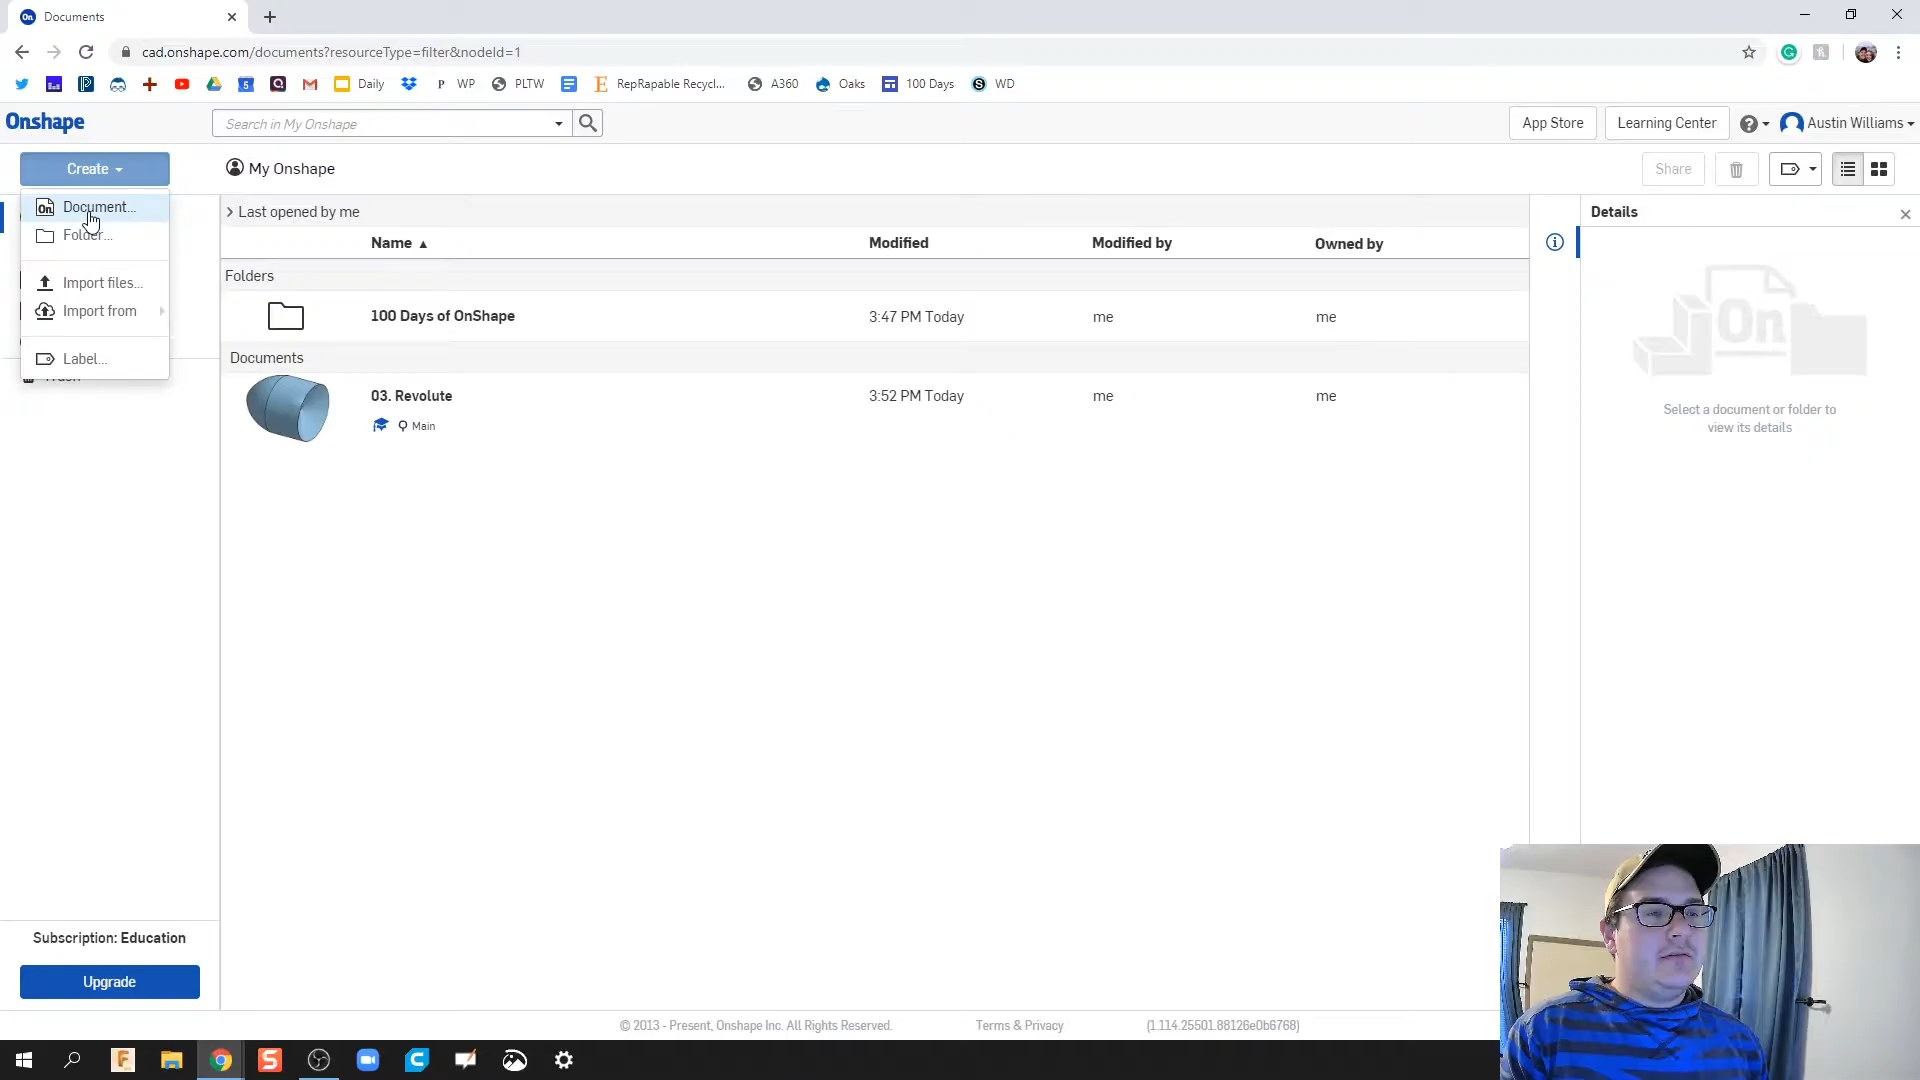 Documents
cad.onshape.com/documents?resourceType=filter&nodeId=1
Daily
WP
PLTW
RepRapable Recycl...
A360
Oaks
100 Days
WD
Onshape
Search in My Onshape
App Store
Learning Center
Austin Williams
Create
My Onshape
Share
Document...
Folder...
Import files...
Import from
Label...
Last opened by me
Name
Modified
Modified by
Owned by
Folders
100 Days of OnShape
3:47 PM Today
me
me
Documents
03. Revolute
3:52 PM Today
me
me
Main
Details
On
Select a document or folder to
view its details
Subscription: Education
Upgrade
© 2013 - Present, Onshape Inc. All Rights Reserved.
Terms & Privacy
(1.114.25501.88126e0b6768)